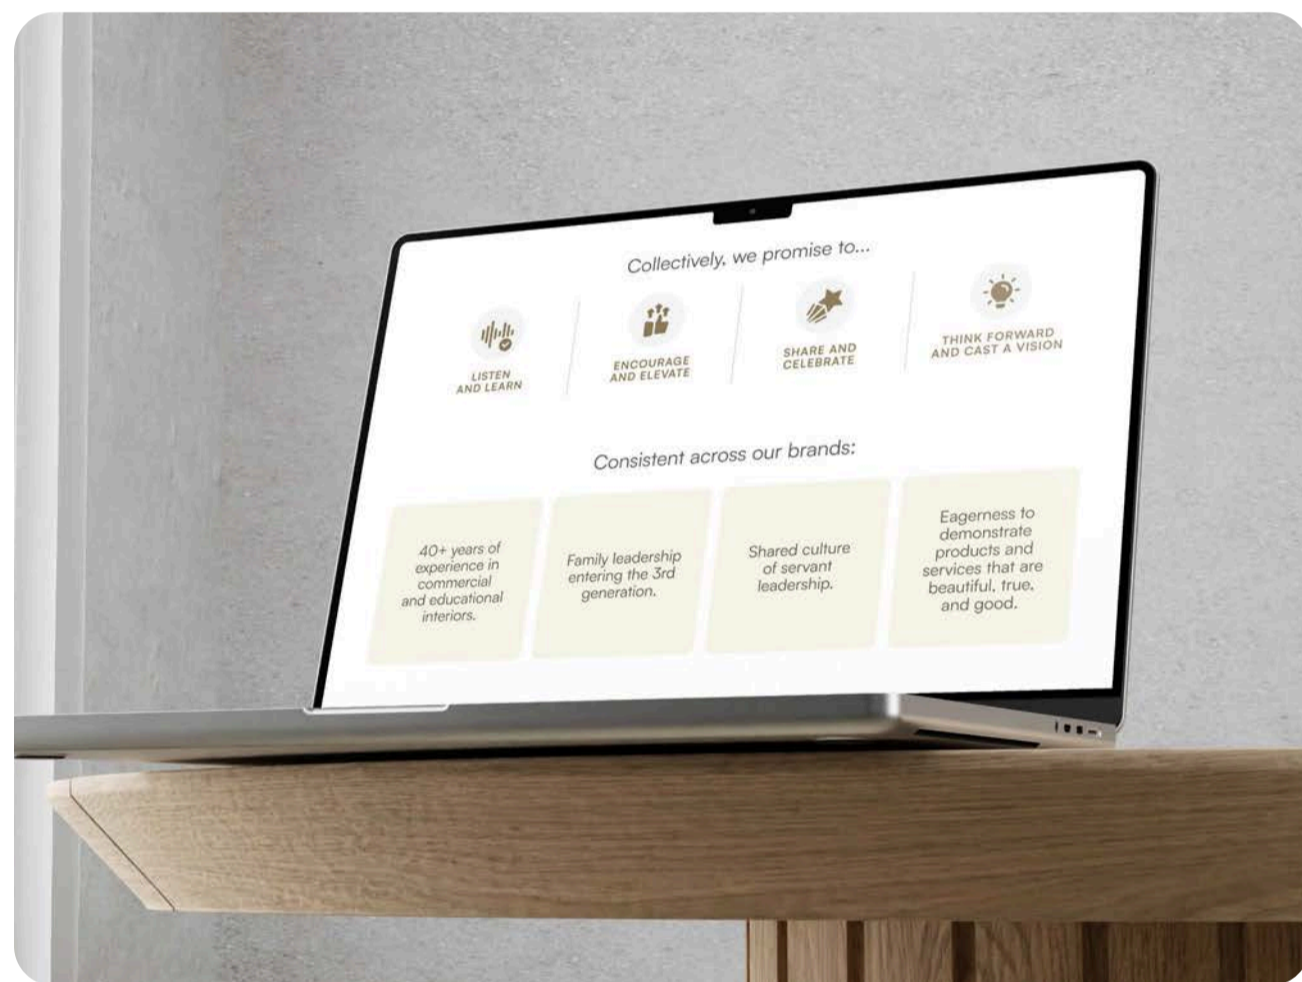 Collectively, we promise to...
LISTEN
AND LEARN
ENCOURAGE
AND ELEVATE
SHARE AND
CELEBRATE
THINK FORWARD
AND CAST A VISION
Consistent across our brands:
40+ years of
experience in
commercial
and educational
interiors.
Family leadership
entering the 3rd
generation.
Shared culture
of servant
leadership.
Eagerness to
demonstrate
products and
services that are
beautiful, true,
and good.